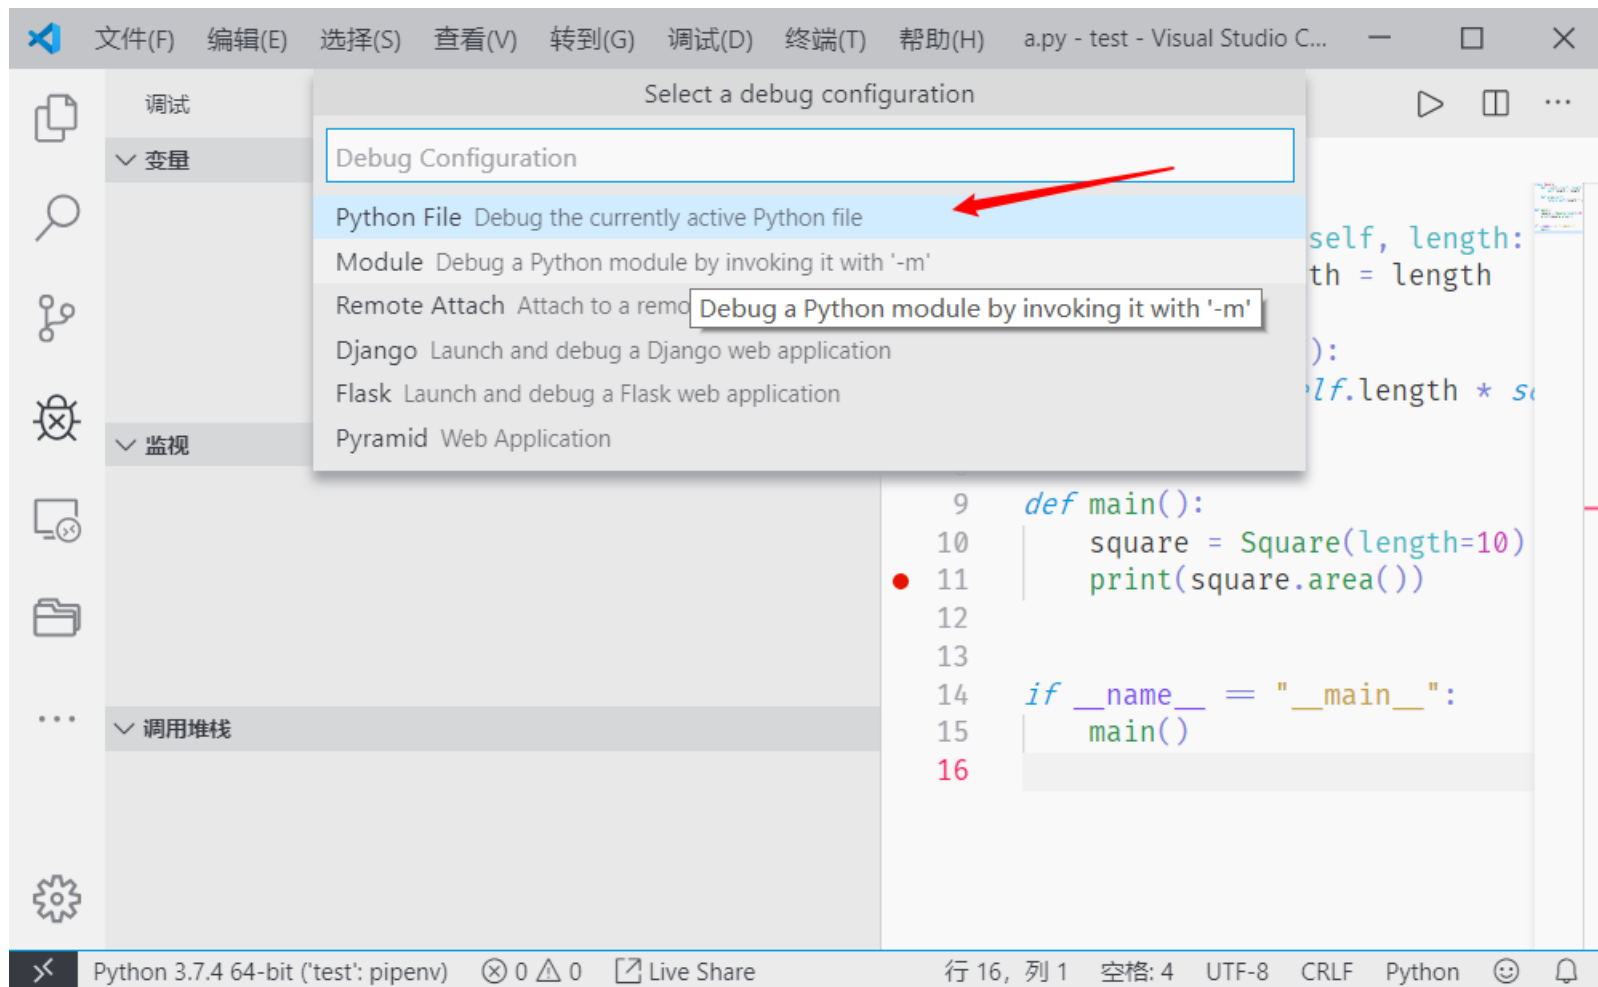 文件(F) 编辑(E) 选择(S) 查看(V) 转到(G) 调试(D) 终端(T) 帮助(H) a.py - test - Visual Studio C...
调试
Select a debug configuration
变量
Debug Configuration
Python File Debug the currently active Python file
Module Debug a Python module by invoking it with '-m'
Remote Attach Attach to a remo
Debug a Python module by invoking it with '-m'
Django Launch and debug a Django web application
Flask Launch and debug a Flask web application
Pyramid Web Application
self, length:
th = length
):
elf.length * s
监视
9 def main():
10 square = Square(length=10)
11 print(square.area())
12
13
14 if __name__ == "__main__":
15 main()
16
调用堆栈
Python 3.7.4 64-bit ('test': pipenv) 0 0 Live Share 行 16, 列 1 空格: 4 UTF-8 CRLF Python